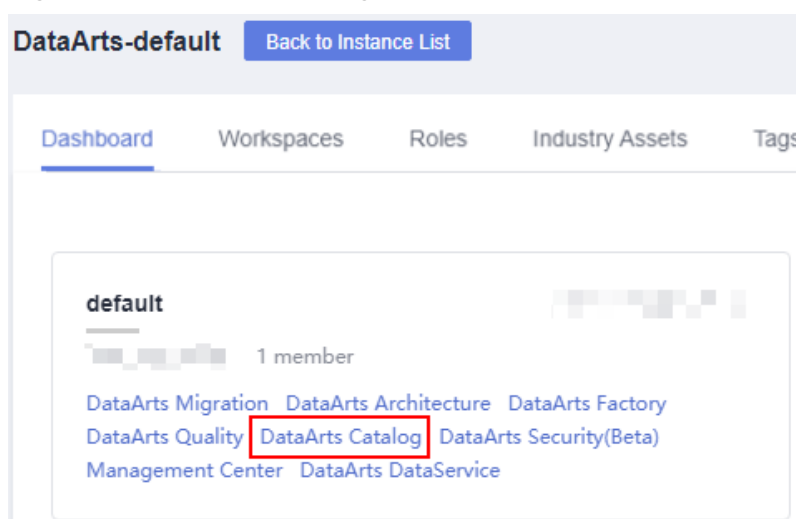 DataArts-default Back to Instance List
Dashboard Workspaces Roles Industry Assets Tags
default
1 member
DataArts Migration DataArts Architecture DataArts Factory
DataArts Quality DataArts Catalog DataArts Security(Beta)
Management Center DataArts DataService